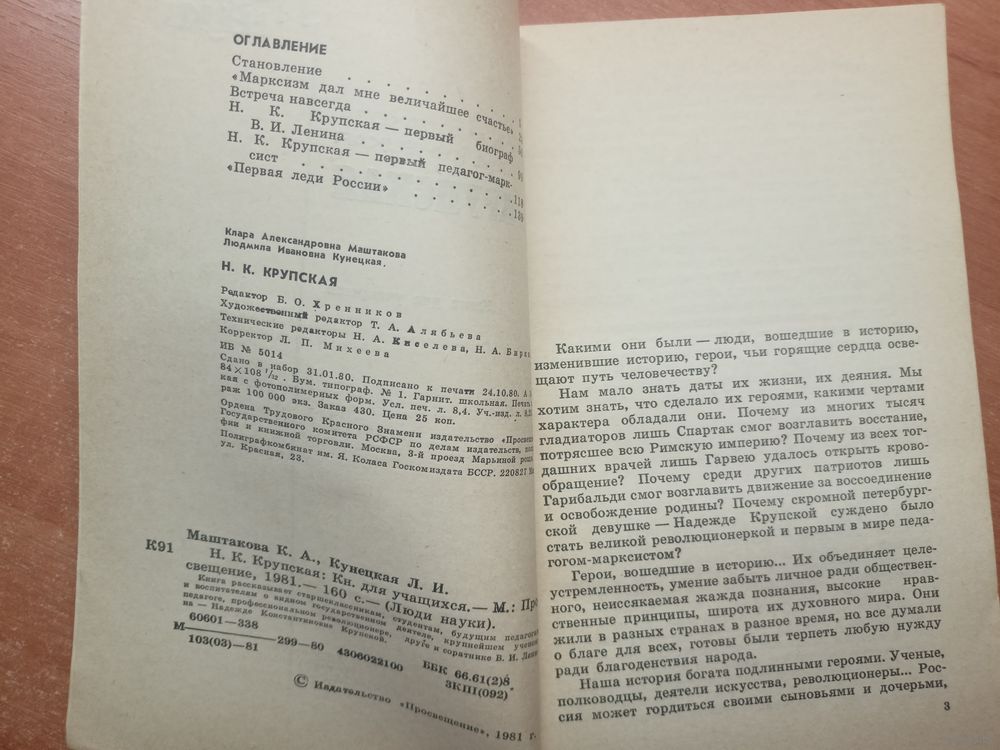 ОГЛАВЛЕНИЕ
Становление . . . . . . . . .
«Марксизм дал мне величайшее счастье»
Встреча навсегда . . . . . . . .
Н. К. Крупская — первый биограф
В. И. Ленина . . . . . . . .
Н. К. Крупская — первый педагог-марк-
сист . . . . . . . . . . 118
«Первая леди России» . . . . . . 139
Клара Александровна Маштакова
Людмила Ивановна Кунецкая.
Н. К. КРУПСКАЯ
Редактор Б. О. Хренников
Художественный редактор Т. А. Алябьева
Технические редакторы Н. А. Киселева, Н. А.
Корректор Л. П. Михеева
ИБ № 5014
Сдано в набор 31.01.80. Подписано к печати 24.10.80. А
84×108 1/32. Бум. типограф. № 1. Гарнит. школьная.
кая с фотополимерных форм. Усл. печ. л. 8,4. Уч.-изд. л.
раж 100 000 экз. Заказ 430. Цена 25 коп.
Ордена Трудового Красного Знамени издательство
Государственного комитета РСФСР по делам издательств,
фии и книжной торговли. Москва, 3-й проезд Марьиной
Полиграфкомбинат им. Я. Коласа Госкомиздата БССР. 220827
ул. Красная, 23.
Маштакова К. А., Кунецкая Л. И.
К91 Н. К. Крупская: Кн. для учащихся.— М.: Про
свещение, 1981.— 160 с.— (Люди науки).
Книга рассказывает старшеклассникам, студентам, будущим педагогам
и воспитателям о видном государственном деятеле, крупнейшем ученом
педагоге, профессиональном революционере, друге и соратнике В. И.
на — Надежде Константиновне Крупской.
60601—338
М 299—80 4306022100
103(03)—81
ББК 66.61(2)8
3КП(092)
© Издательство «Просвещение», 1981 г.
Какими они были — люди, вошедшие в историю,
изменившие историю, герои, чьи горящие сердца осве-
щают путь человечеству?
Нам мало знать даты их жизни, их деяния. Мы
хотим знать, что сделало их героями, какими чертами
характера обладали они. Почему из многих тысяч
гладиаторов лишь Спартак смог возглавить восстание,
потрясшее всю Римскую империю? Почему из всех тог-
дашних врачей лишь Гарвею удалось открыть крово-
обращение? Почему среди других патриотов лишь
Гарибальди смог возглавить движение за воссоединение
и освобождение родины? Почему скромной петербург-
ской девушке — Надежде Крупской суждено было
стать великой революционеркой и первым в мире педа-
гогом-марксистом?
Герои, вошедшие в историю... Их объединяет целе-
устремленность, умение забыть личное ради обществен-
ного, неиссякаемая жажда познания, высокие нрав-
ственные принципы, широта их духовного мира. Они
жили в разных странах в разное время, но все думали
о благе для всех, готовы были терпеть любую нужду
ради благоденствия народа.
Наша история богата подлинными героями. Ученые,
полководцы, деятели искусства, революционеры... Рос-
сия может гордиться своими сыновьями и дочерьми,
3